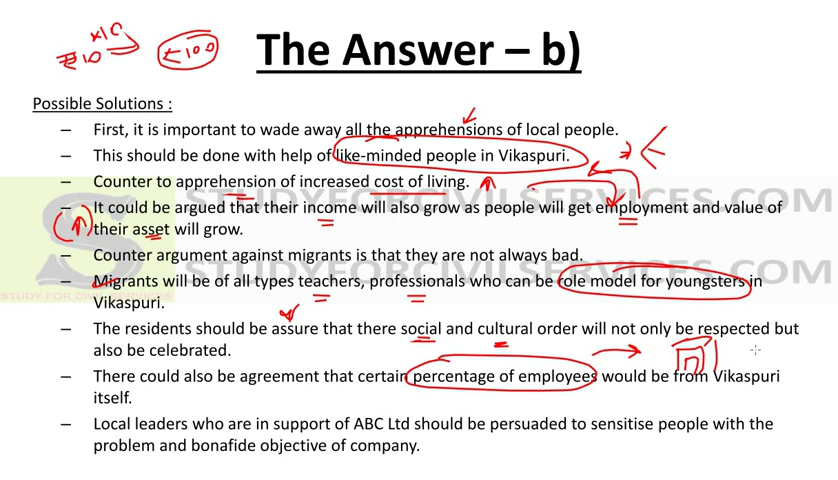 x10
₹10
₹100
The Answer – b)
Possible Solutions :
– First, it is important to wade away all the apprehensions of local people.
– This should be done with help of like-minded people in Vikaspuri.
– Counter to apprehension of increased cost of living.
– It could be argued that their income will also grow as people will get employment and value of
their asset will grow.
– Counter argument against migrants is that they are not always bad.
– Migrants will be of all types teachers, professionals who can be role model for youngsters in
Vikaspuri.
– The residents should be assure that there social and cultural order will not only be respected but
also be celebrated.
– There could also be agreement that certain percentage of employees would be from Vikaspuri
itself.
– Local leaders who are in support of ABC Ltd should be persuaded to sensitise people with the
problem and bonafide objective of company.
STUDYFORCIVILSERVICES.COM
STUDYFORCIVILSERVICES.COM
STUDY FOR CIVIL SERVICES